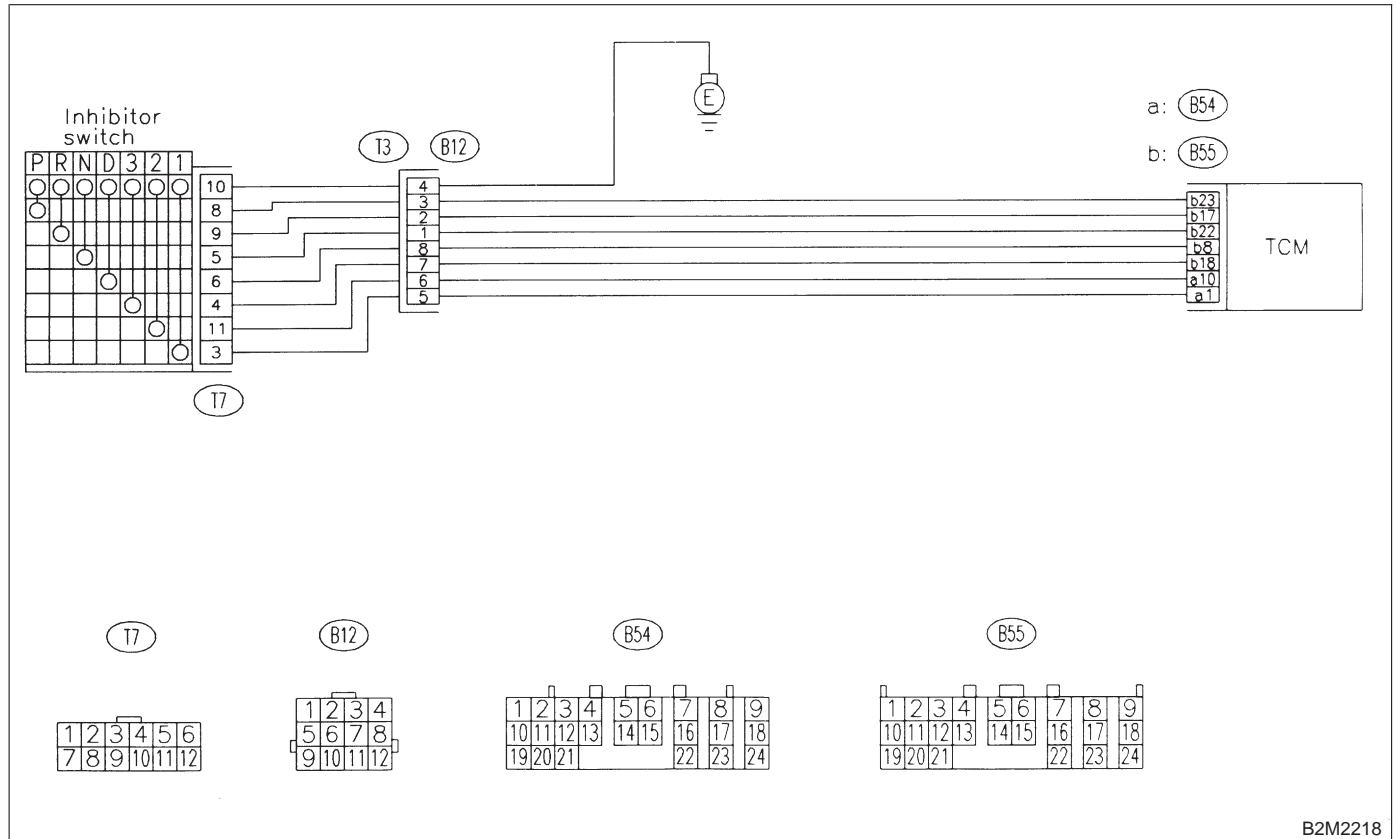 E
a: B54
Inhibitor
switch
T3 B12
b: B55
P R N D 3 2 1
10 4
8 3 b23
9 2 b17
5 1 b22
6 8 b8
4 7 b18
11 6 a10
3 5 a1
TCM
T7
T7 B12 B54 B55
1 2 3 4 5 6
7 8 9 10 11 12
1 2 3 4
5 6 7 8
9 10 11 12
1 2 3 4 5 6 7 8 9
10 11 12 13 14 15 16 17 18
19 20 21 22 23 24
1 2 3 4 5 6 7 8 9
10 11 12 13 14 15 16 17 18
19 20 21 22 23 24
B2M2218